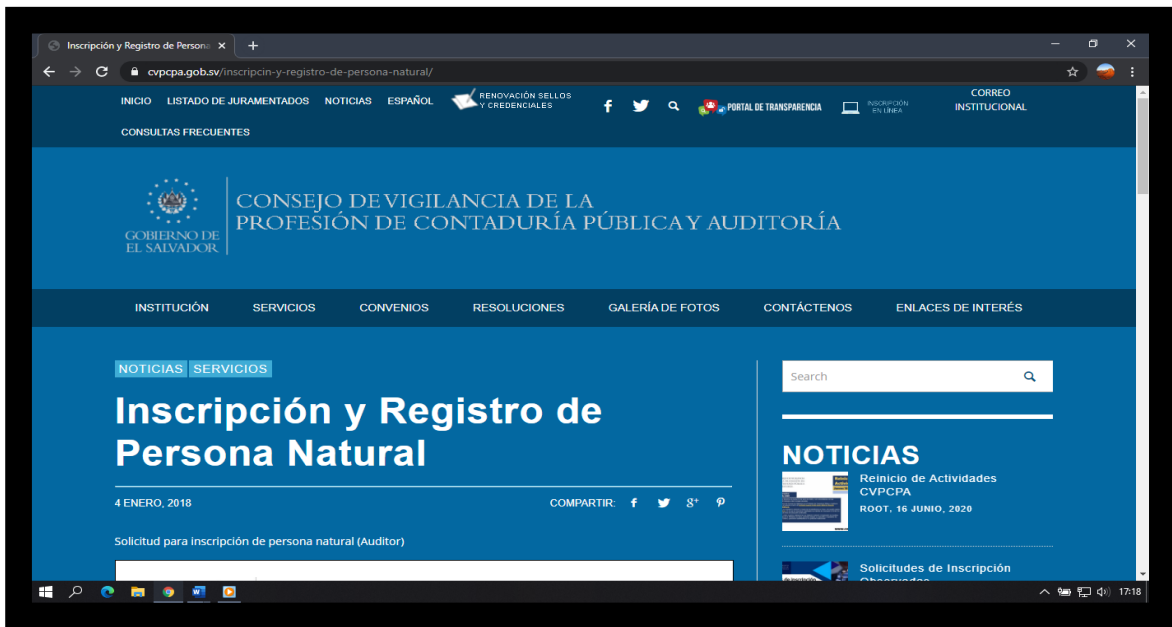 Inscripción y Registro de Persona
cvpcpa.gob.sv/inscripcin-y-registro-de-persona-natural/
INICIO LISTADO DE JURAMENTADOS NOTICIAS ESPAÑOL RENOVACIÓN SELLOS
Y CREDENCIALES
PORTAL DE TRANSPARENCIA
INSCRIPCIÓN
EN LÍNEA
CORREO
INSTITUCIONAL
CONSULTAS FRECUENTES
GOBIERNO DE
EL SALVADOR
CONSEJO DE VIGILANCIA DE LA
PROFESIÓN DE CONTADURÍA PÚBLICA Y AUDITORÍA
INSTITUCIÓN SERVICIOS CONVENIOS RESOLUCIONES GALERÍA DE FOTOS CONTÁCTENOS ENLACES DE INTERÉS
NOTICIAS SERVICIOS
Inscripción y Registro de
Persona Natural
4 ENERO, 2018 COMPARTIR:
Solicitud para inscripción de persona natural (Auditor)
Search
NOTICIAS
Reinicio de Actividades
CVPCPA
ROOT, 16 JUNIO, 2020
Solicitudes de Inscripción
17:18